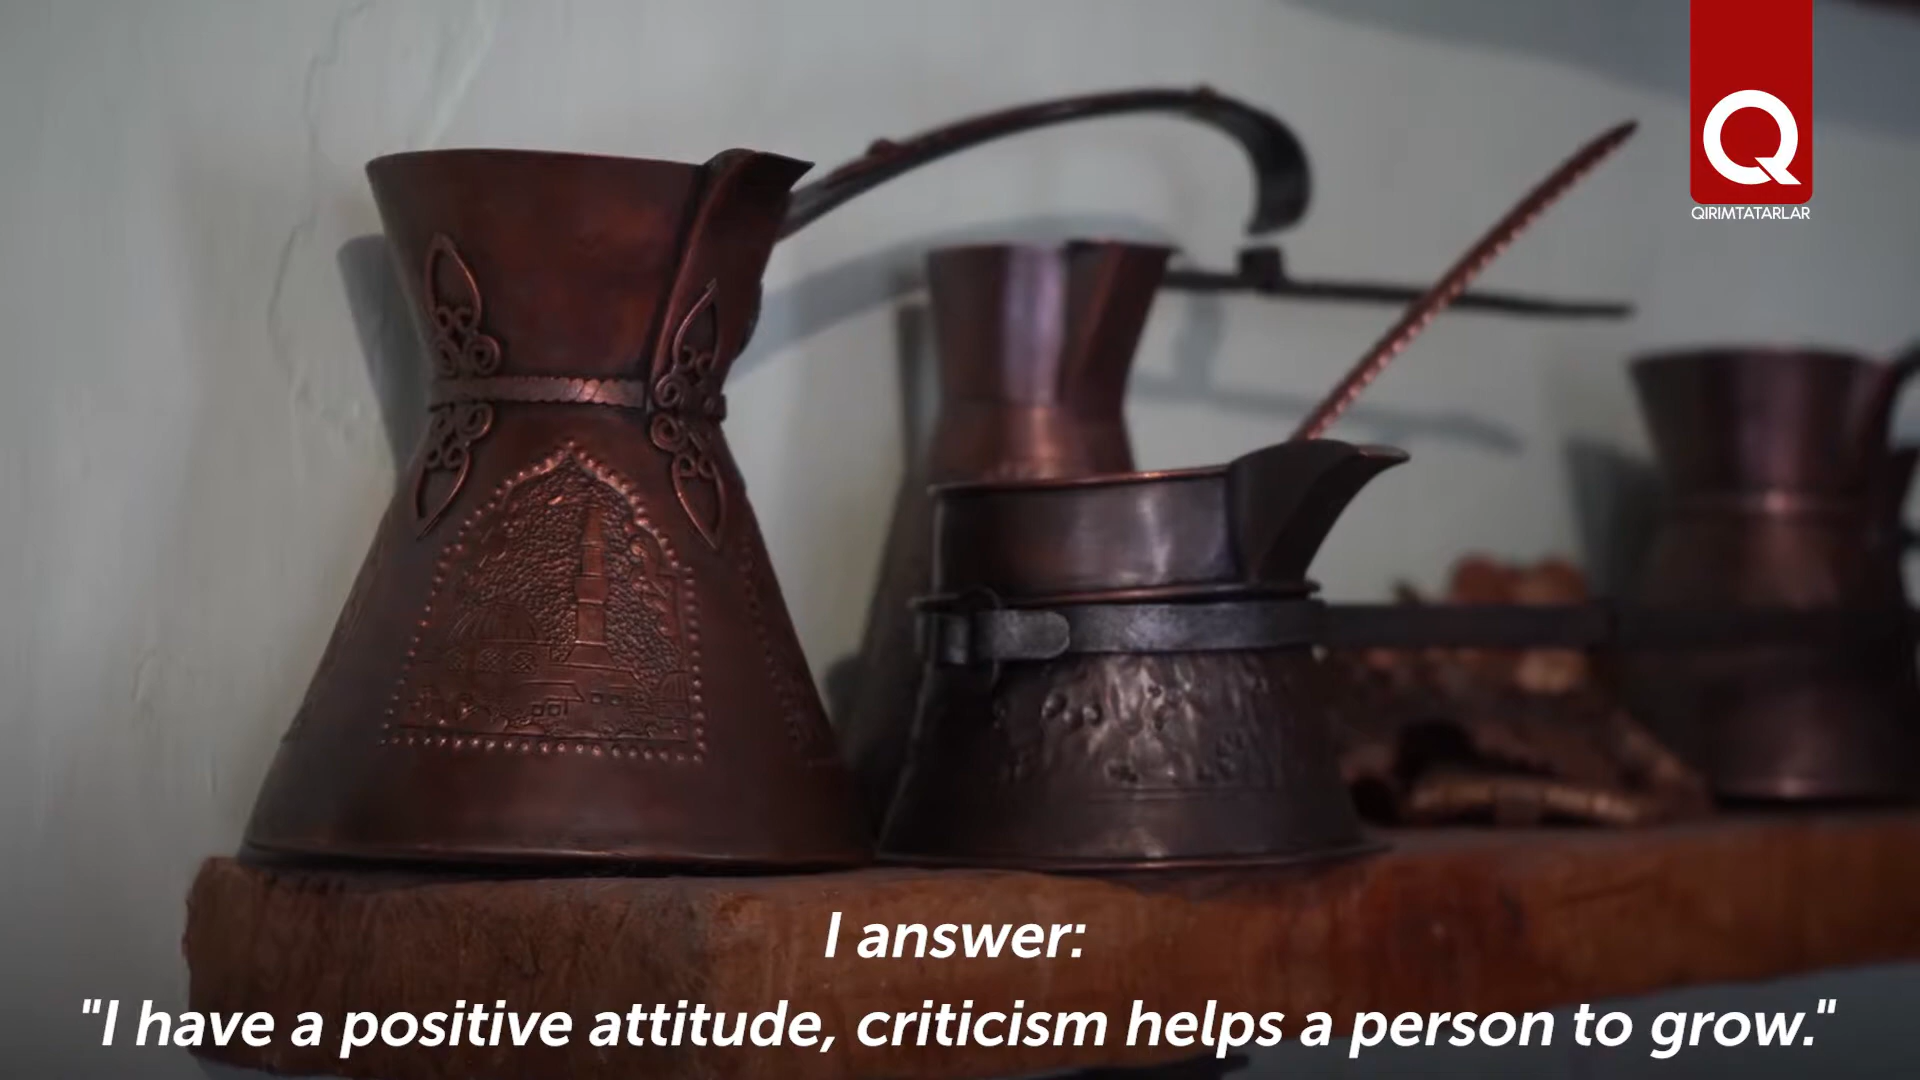 Q
QIRIMTATARLAR
I answer:
"I have a positive attitude, criticism helps a person to grow."